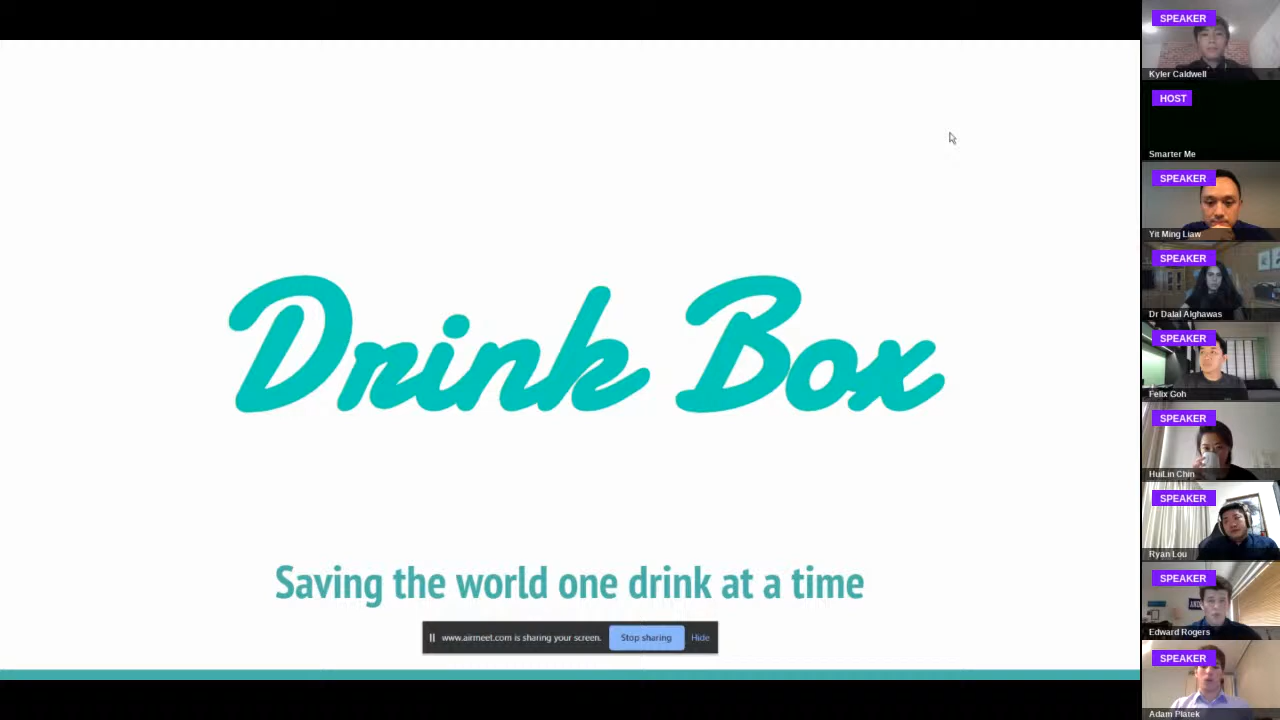 Drink Box
Saving the world one drink at a time
www.airmeet.com is sharing your screen. Stop sharing Hide
SPEAKER
Kyler Caldwell
HOST
Smarter Me
SPEAKER
Yit Ming Liaw
SPEAKER
Dr Dalal Alghawas
SPEAKER
Felix Goh
SPEAKER
HuiLin Chin
SPEAKER
Ryan Lou
SPEAKER
Edward Rogers
SPEAKER
Adam Platek